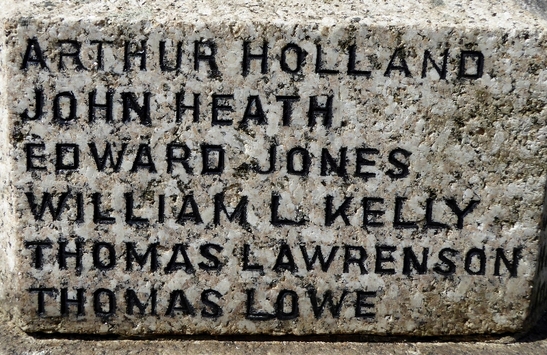 ARTHUR HOLLAND
JOHN HEATH
EDWARD JONES
WILLIAM L. KELLY
THOMAS LAWRENSON
THOMAS LOWE